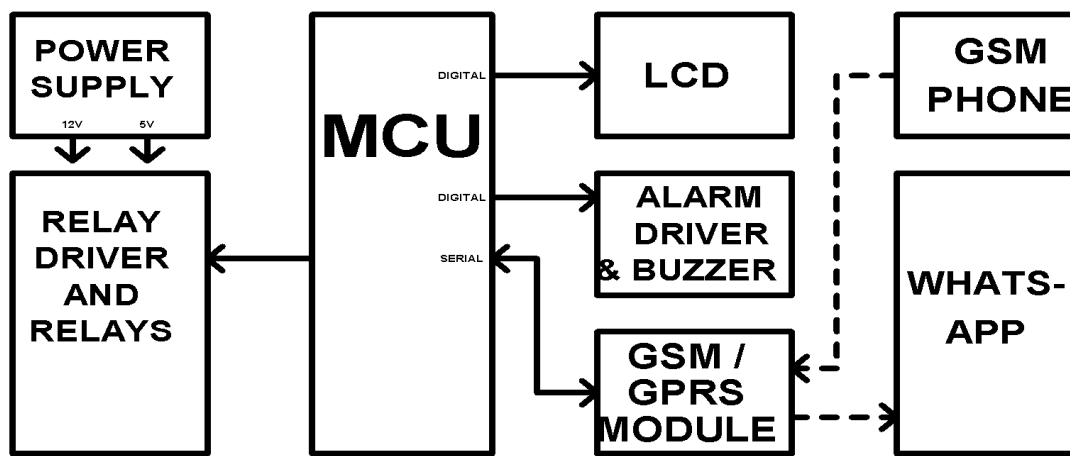 POWER
SUPPLY
12V 5V
RELAY
DRIVER
AND
RELAYS
MCU
DIGITAL
DIGITAL
SERIAL
LCD
ALARM
DRIVER
& BUZZER
GSM /
GPRS
MODULE
GSM
PHONE
WHATS-
APP